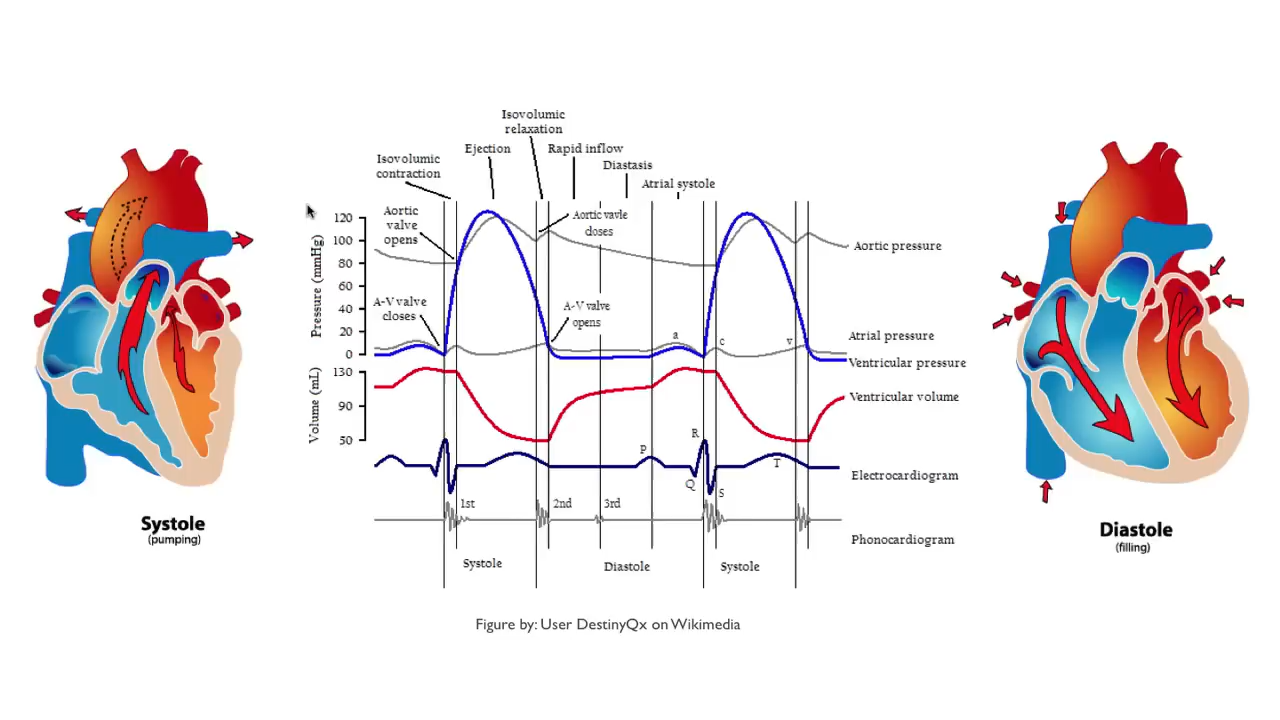 Isovolumic
relaxation
Ejection
Rapid inflow
Isovolumic
contraction
Diastasis
Atrial systole
Aortic
valve
opens
Aortic vavle
closes
A-V valve
closes
A-V valve
opens
Pressure (mmHg)
120
100
80
60
40
20
0
Volume (mL)
130
90
50
a
c
v
Aortic pressure
Atrial pressure
Ventricular pressure
Ventricular volume
R
P
T
Q
S
Electrocardiogram
1st
2nd
3rd
Phonocardiogram
Systole
Diastole
Systole
Systole
(pumping)
Diastole
(filling)
Figure by: User DestinyQx on Wikimedia